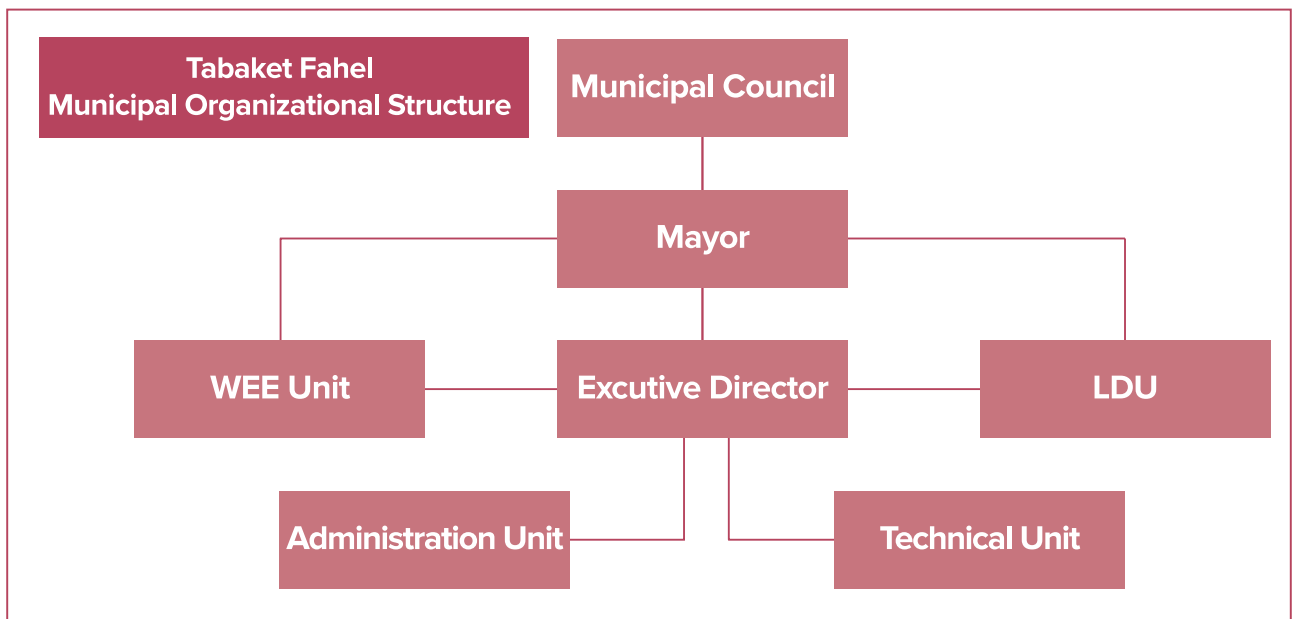 Tabaket Fahel
Municipal Organizational Structure
Municipal Council
Mayor
WEE Unit
Excutive Director
LDU
Administration Unit
Technical Unit